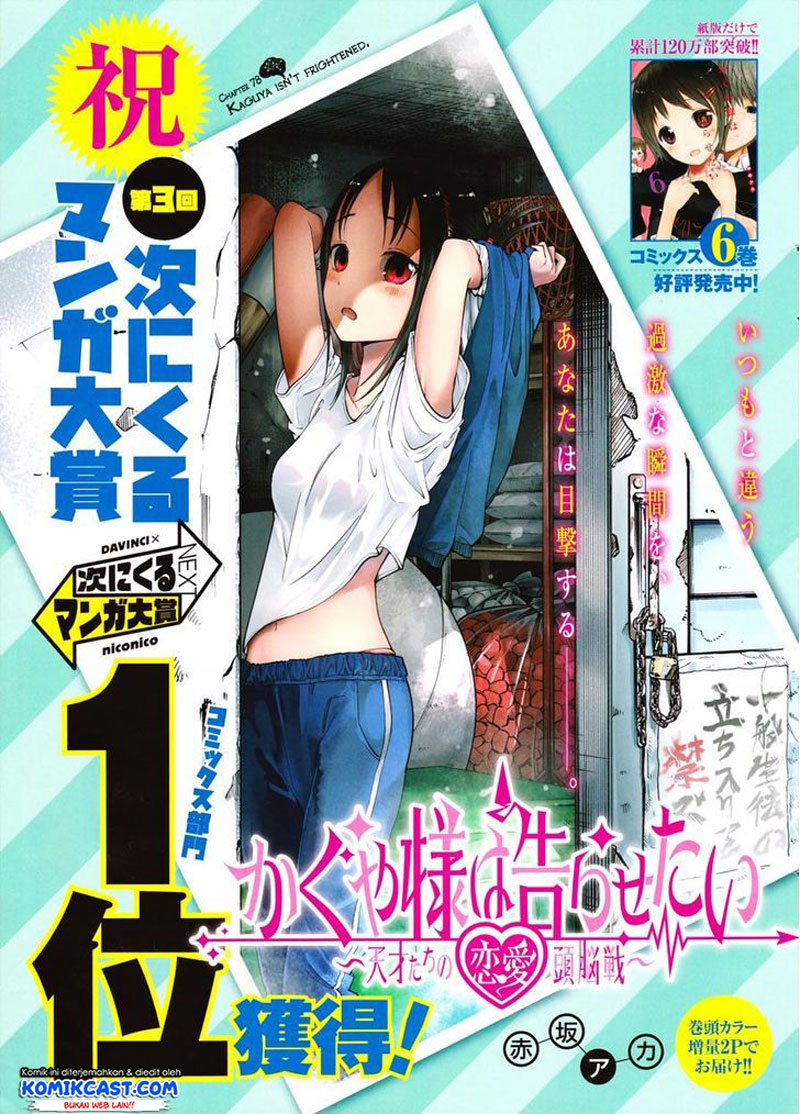 祝
第3回
次にくる
マンガ大賞
DAVINCI×
NEXT
次にくる
マンガ大賞
niconico
コミックス部門
1位
獲得!
Chapter 78
Kaguya isn't frightened.
紙版だけで
累計120万部突破!!
6
コミックス6巻
好評発売中!
いつもと違う
過激な瞬間を、
あなたは目撃する――――。
一般生徒の
立ち入り
禁ず
かぐや様は告らせたい
～天才たちの恋愛頭脳戦～
赤坂アカ
巻頭カラー
増量2Pで
お届け!!
Komik ini diterjemahkan & diedit oleh
KOMIKCAST.COM
BUKAN WEB LAIN!!